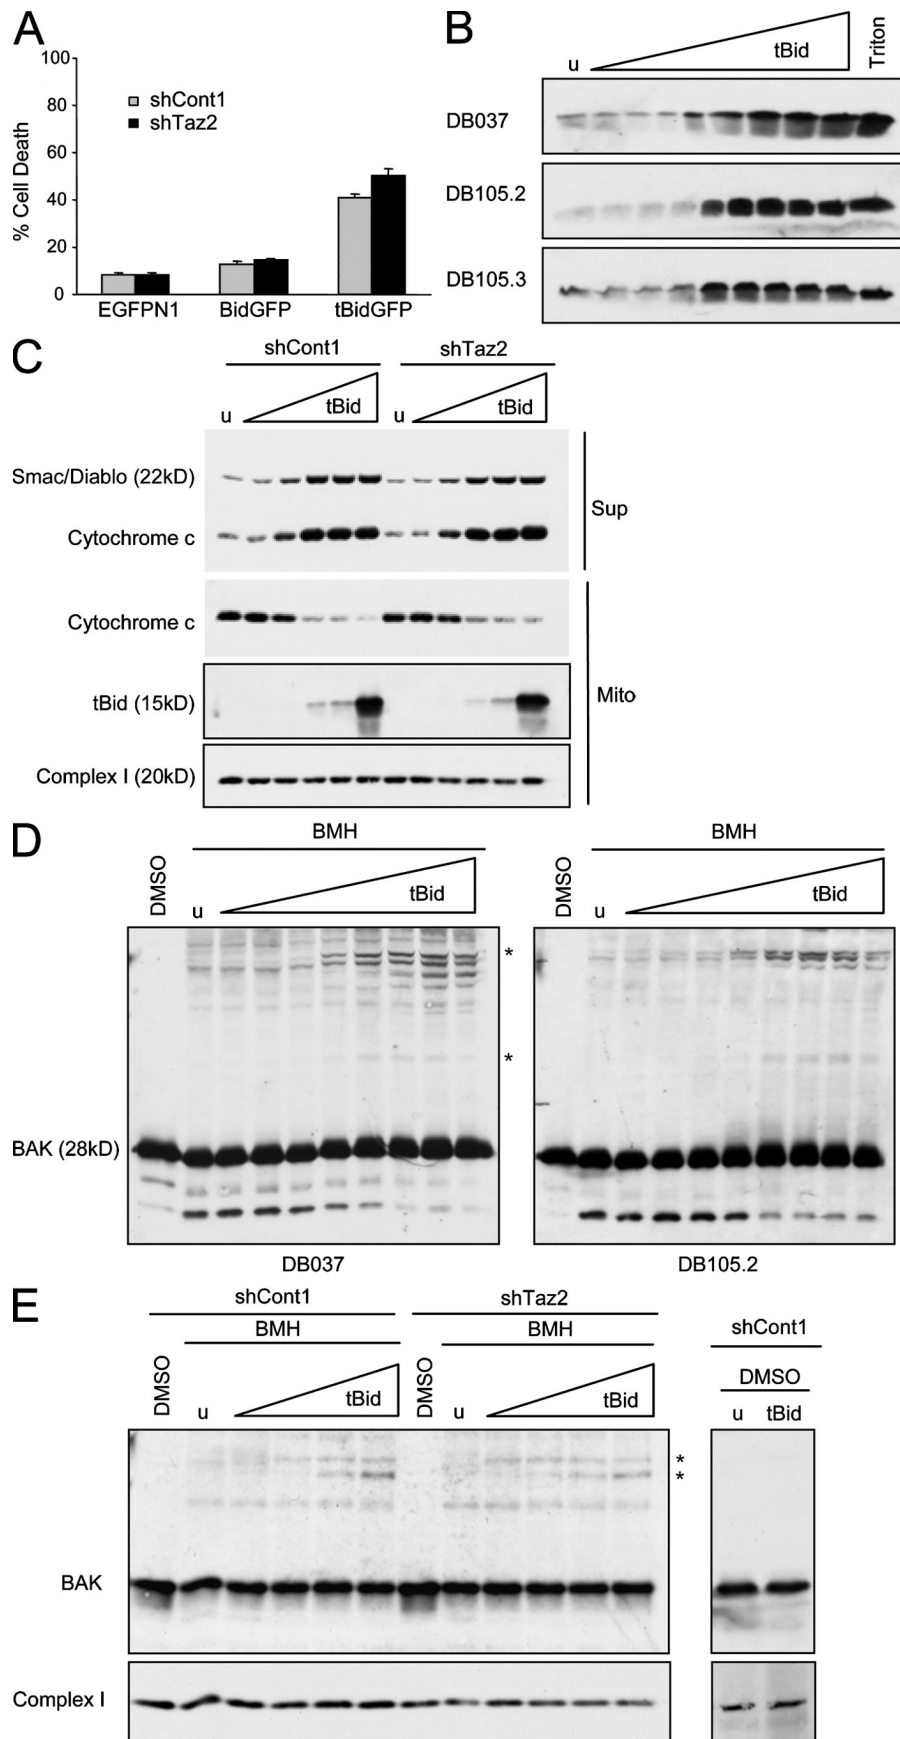 A
100
80
60
40
20
0
% Cell Death
shCont1
shTaz2
EGFPN1 BidGFP tBidGFP
B
u tBid Triton
DB037
DB105.2
DB105.3
C
shCont1 shTaz2
u tBid u tBid
Smac/Diablo (22kD)
Cytochrome c
Sup
Cytochrome c
tBid (15kD)
Complex I (20kD)
Mito
D
BMH BMH
DMSO u tBid DMSO u tBid
*
*
BAK (28kD)
DB037 DB105.2
E
shCont1 shTaz2 shCont1
BMH BMH DMSO
DMSO u tBid DMSO u tBid u tBid
*
*
BAK
Complex I